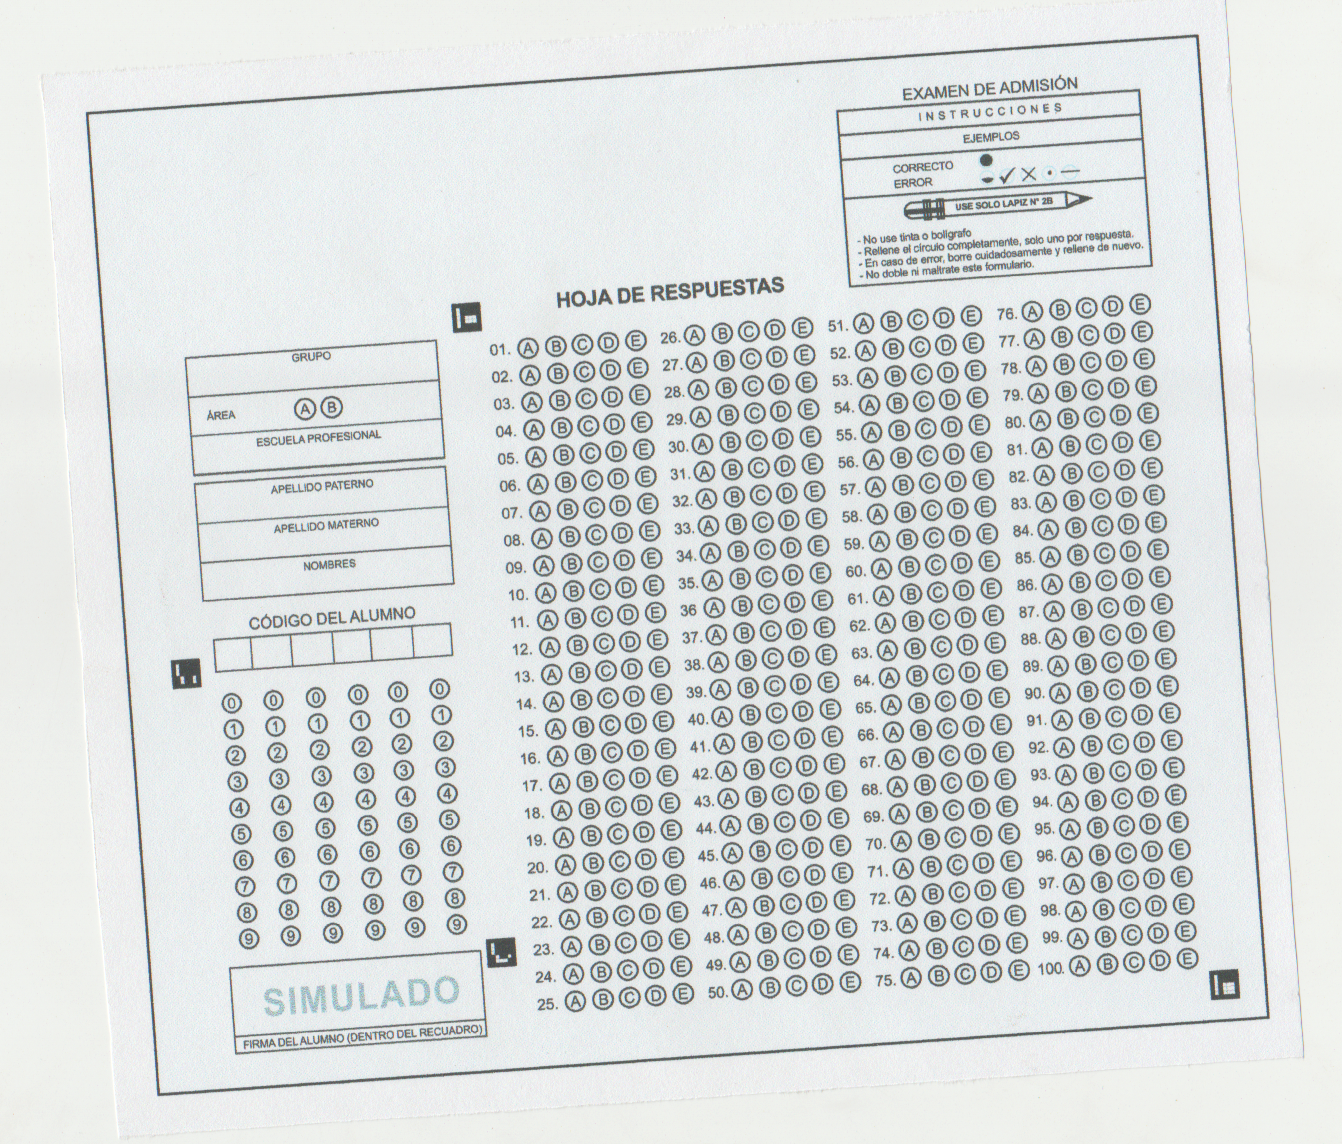 EXAMEN DE ADMISIÓN
INSTRUCCIONES
EJEMPLOS
CORRECTO
ERROR
USE SOLO LAPIZ N° 2B
- No use tinta o bolígrafo
- Rellene el círculo completamente, solo uno por respuesta.
- En caso de error, borre cuidadosamente y rellene de nuevo.
- No doble ni maltrate este formulario.
HOJA DE RESPUESTAS
GRUPO
ÁREA A B
ESCUELA PROFESIONAL
APELLIDO PATERNO
APELLIDO MATERNO
NOMBRES
CÓDIGO DEL ALUMNO
0 0 0 0 0 0
1 1 1 1 1 1
2 2 2 2 2 2
3 3 3 3 3 3
4 4 4 4 4 4
5 5 5 5 5 5
6 6 6 6 6 6
7 7 7 7 7 7
8 8 8 8 8 8
9 9 9 9 9 9
SIMULADO
FIRMA DEL ALUMNO (DENTRO DEL RECUADRO)
01. A B C D E 26. A B C D E 51. A B C D E 76. A B C D E
02. A B C D E 27. A B C D E 52. A B C D E 77. A B C D E
03. A B C D E 28. A B C D E 53. A B C D E 78. A B C D E
04. A B C D E 29. A B C D E 54. A B C D E 79. A B C D E
05. A B C D E 30. A B C D E 55. A B C D E 80. A B C D E
06. A B C D E 31. A B C D E 56. A B C D E 81. A B C D E
07. A B C D E 32. A B C D E 57. A B C D E 82. A B C D E
08. A B C D E 33. A B C D E 58. A B C D E 83. A B C D E
09. A B C D E 34. A B C D E 59. A B C D E 84. A B C D E
10. A B C D E 35. A B C D E 60. A B C D E 85. A B C D E
11. A B C D E 36 A B C D E 61. A B C D E 86. A B C D E
12. A B C D E 37. A B C D E 62. A B C D E 87. A B C D E
13. A B C D E 38. A B C D E 63. A B C D E 88. A B C D E
14. A B C D E 39. A B C D E 64. A B C D E 89. A B C D E
15. A B C D E 40. A B C D E 65. A B C D E 90. A B C D E
16. A B C D E 41. A B C D E 66. A B C D E 91. A B C D E
17. A B C D E 42. A B C D E 67. A B C D E 92. A B C D E
18. A B C D E 43. A B C D E 68. A B C D E 93. A B C D E
19. A B C D E 44. A B C D E 69. A B C D E 94. A B C D E
20. A B C D E 45. A B C D E 70. A B C D E 95. A B C D E
21. A B C D E 46. A B C D E 71. A B C D E 96. A B C D E
22. A B C D E 47. A B C D E 72. A B C D E 97. A B C D E
23. A B C D E 48. A B C D E 73. A B C D E 98. A B C D E
24. A B C D E 49. A B C D E 74. A B C D E 99. A B C D E
25. A B C D E 50. A B C D E 75. A B C D E 100. A B C D E